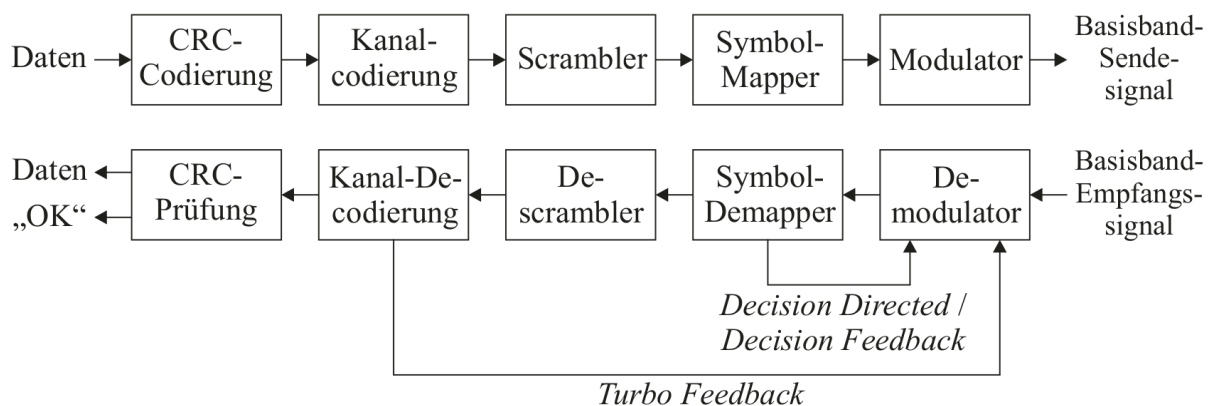 Daten
CRC-
Codierung
Kanal-
codierung
Scrambler
Symbol-
Mapper
Modulator
Basisband-
Sende-
signal
Daten
„OK“
CRC-
Prüfung
Kanal-De-
codierung
De-
scrambler
Symbol-
Demapper
De-
modulator
Basisband-
Empfangs-
signal
Decision Directed /
Decision Feedback
Turbo Feedback